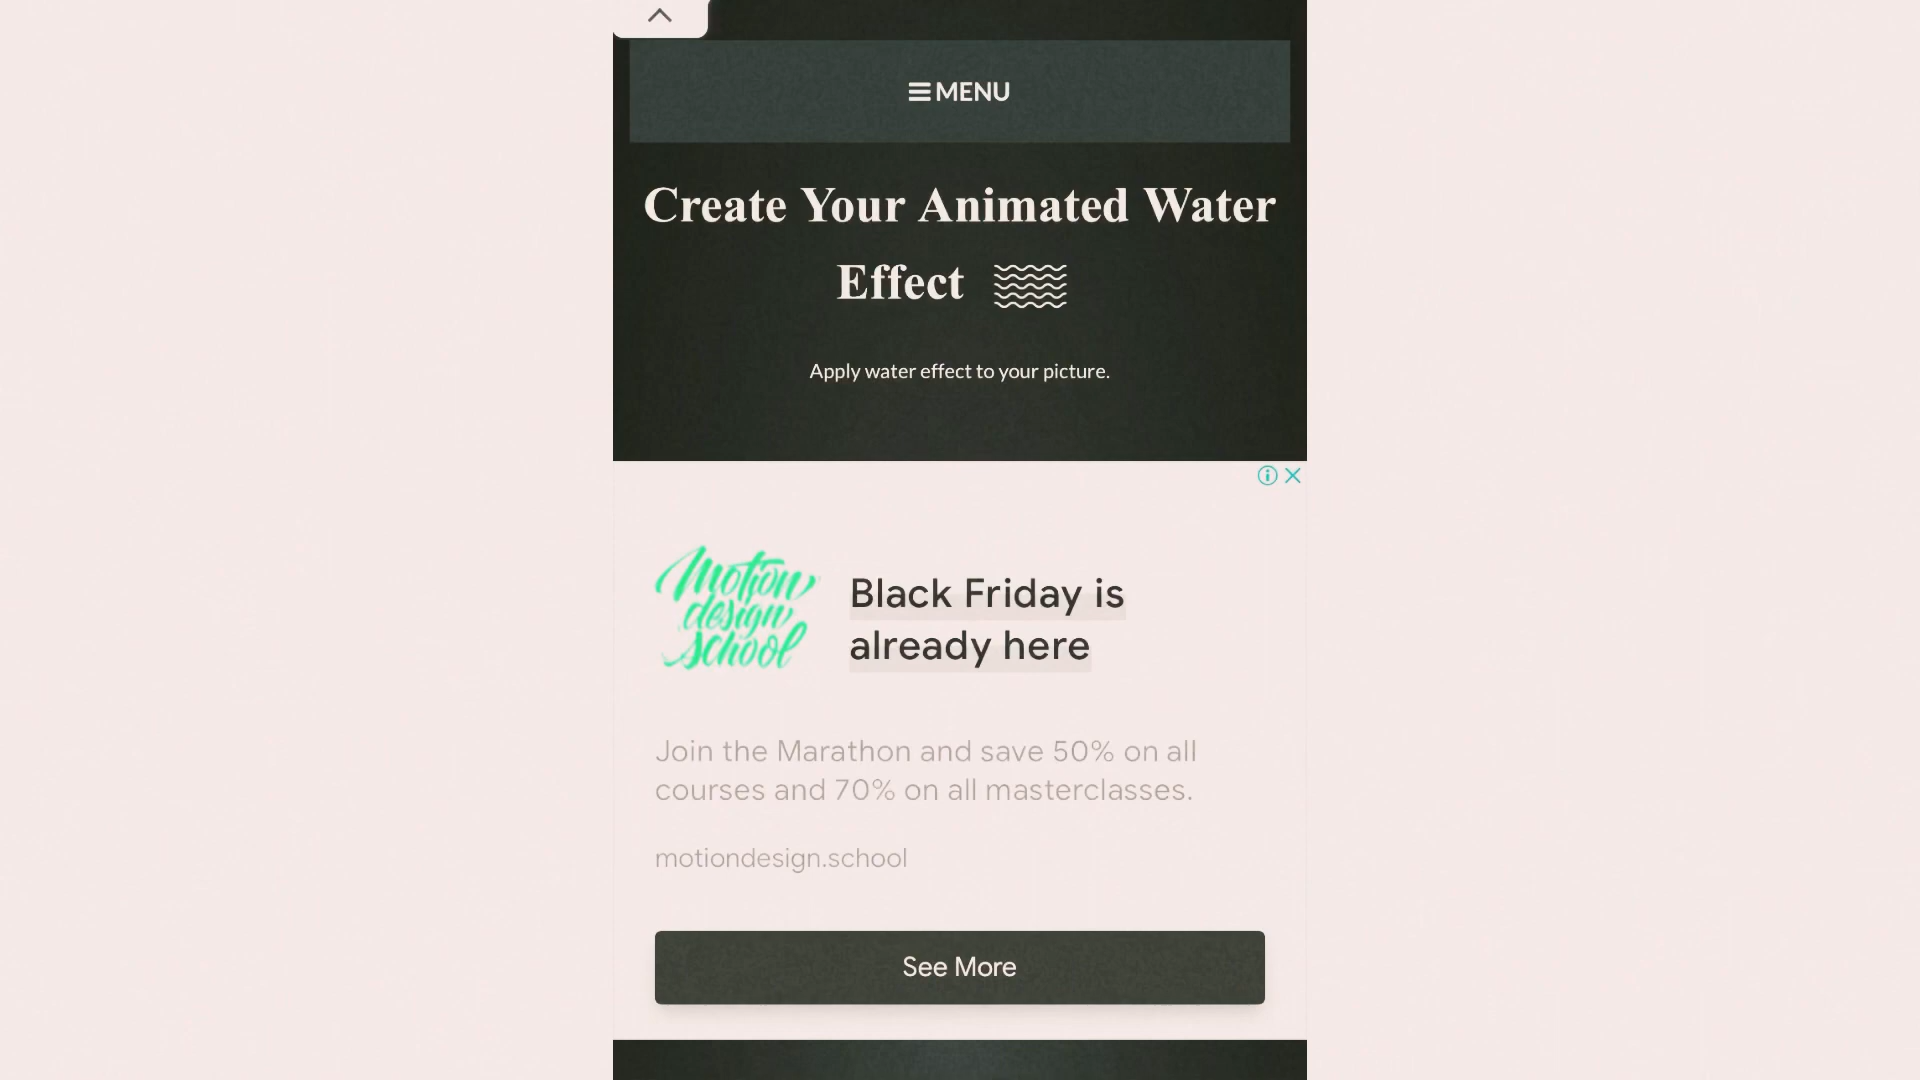 MENU
Create Your Animated Water
Effect
Apply water effect to your picture.
Motion
design
school
Black Friday is
already here
Join the Marathon and save 50% on all
courses and 70% on all masterclasses.
motiondesign.school
See More